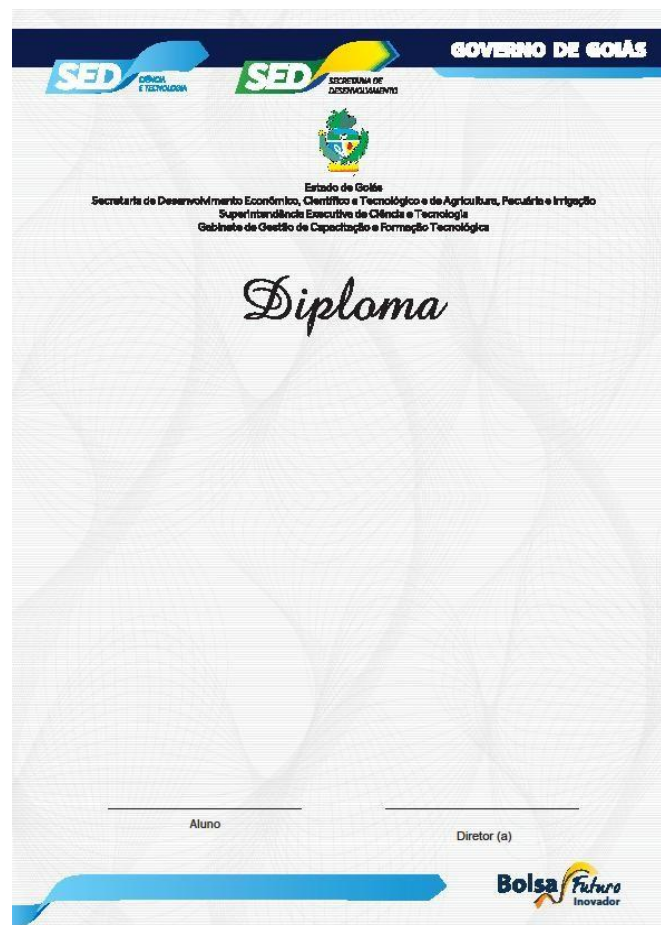 GOVERNO DE GOIÁS
SED CIÊNCIA
E TECNOLOGIA
SED SECRETARIA DE
DESENVOLVIMENTO
Estado de Goiás
Secretaria de Desenvolvimento Econômico, Científico e Tecnológico e de Agricultura, Pecuária e Irrigação
Superintendência Executiva de Ciência e Tecnologia
Gabinete de Gestão de Capacitação e Formação Tecnológica
Diploma
Aluno
Diretor (a)
Bolsa Futuro
Inovador